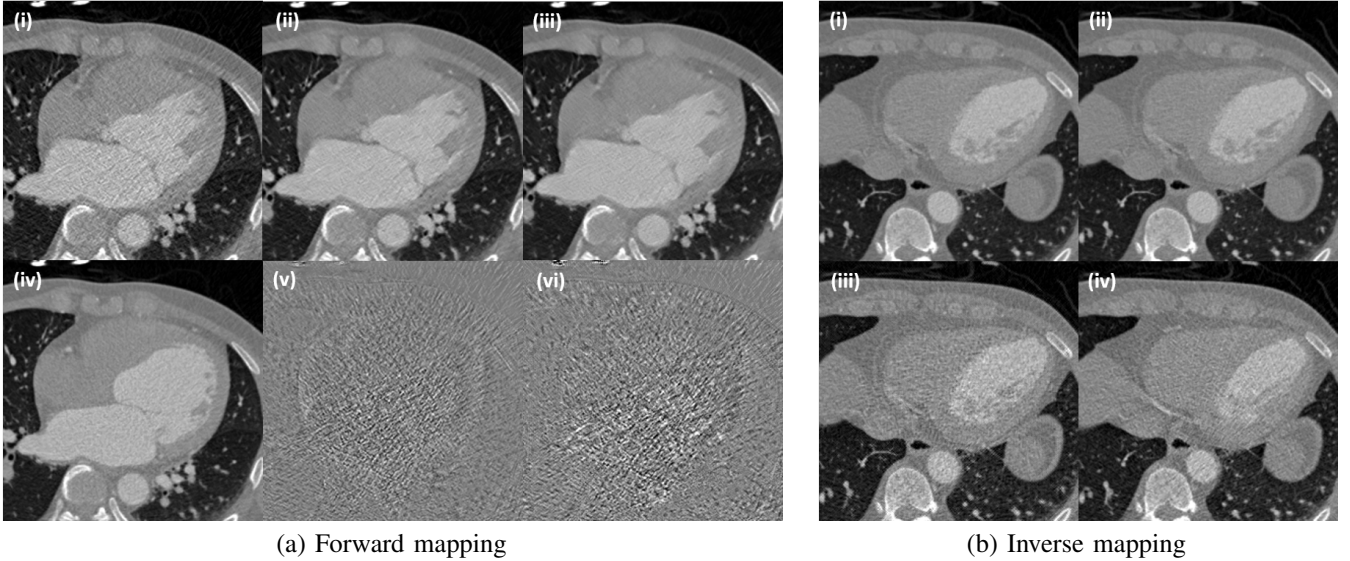 (i) (ii) (iii)
(iv) (v) (vi)
(a) Forward mapping
(i) (ii)
(iii) (iv)
(b) Inverse mapping